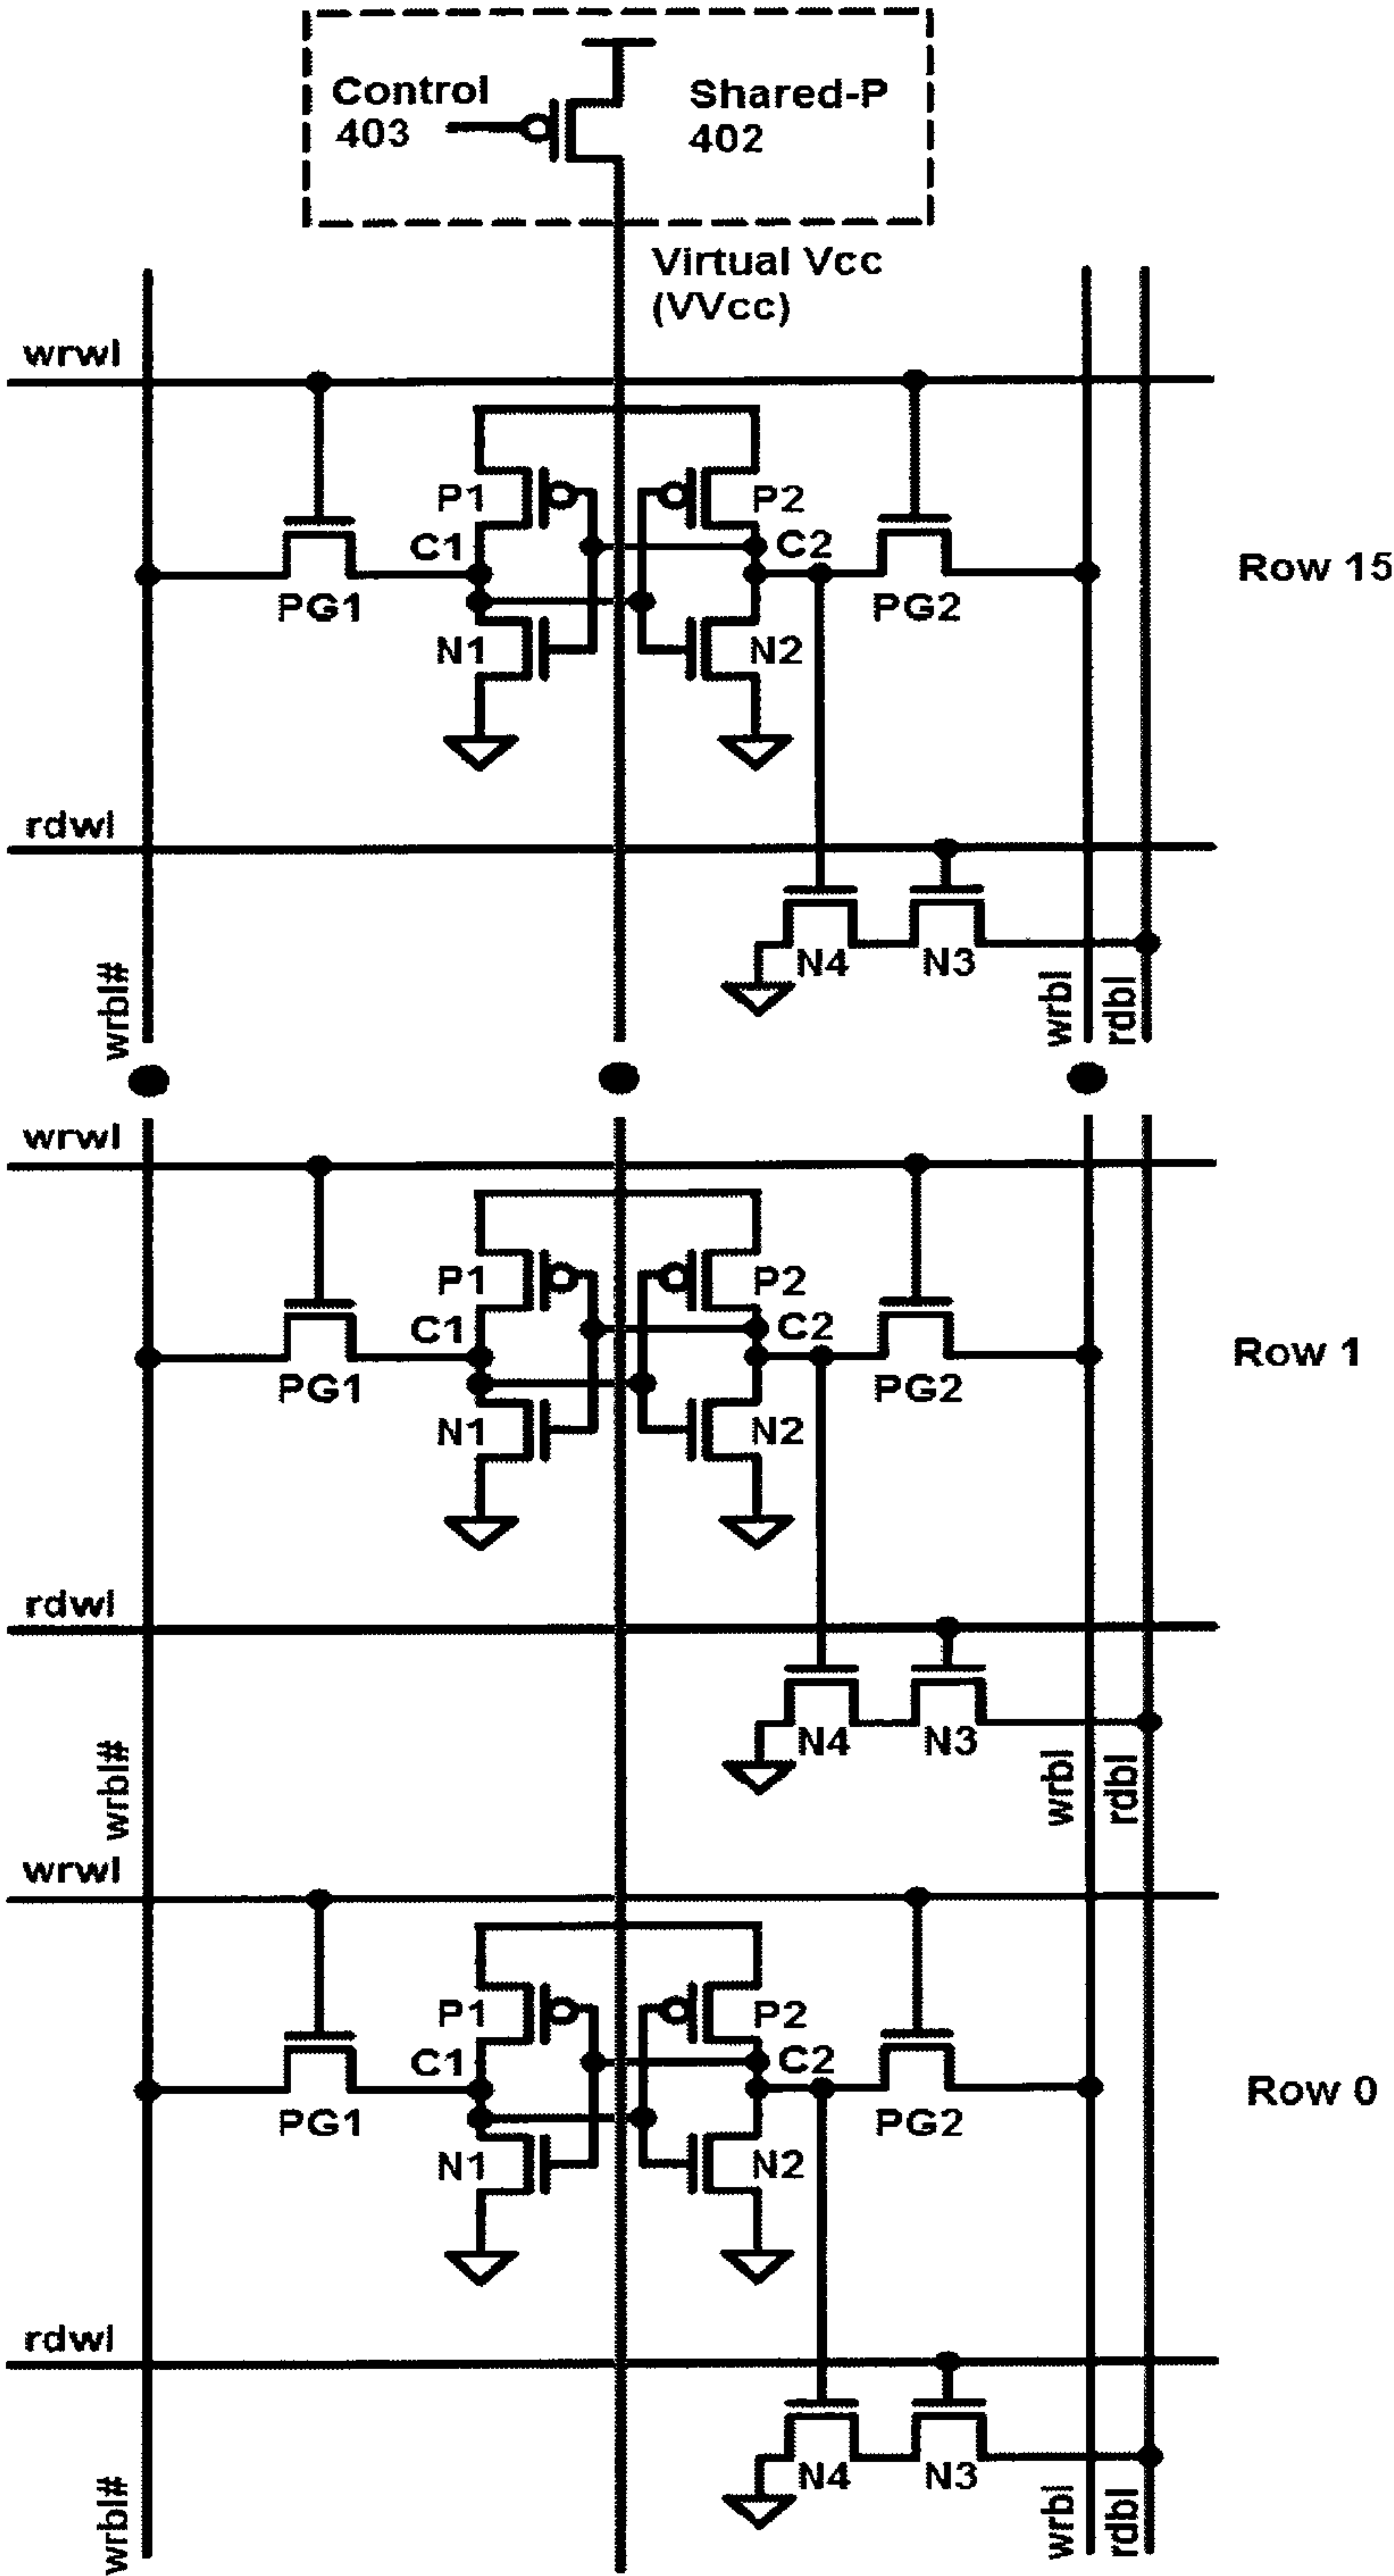 Control
403
Shared-P
402
Virtual Vcc
(VVcc)
wrwl
P1
P2
C1
C2
PG1
PG2
Row 15
N1
N2
rdwl
N4
N3
wrbl#
wrbl
rdbl
wrwl
P1
P2
C1
C2
PG1
PG2
Row 1
N1
N2
rdwl
N4
N3
wrbl#
wrbl
rdbl
wrwl
P1
P2
C1
C2
PG1
PG2
Row 0
N1
N2
rdwl
N4
N3
wrbl#
wrbl
rdbl